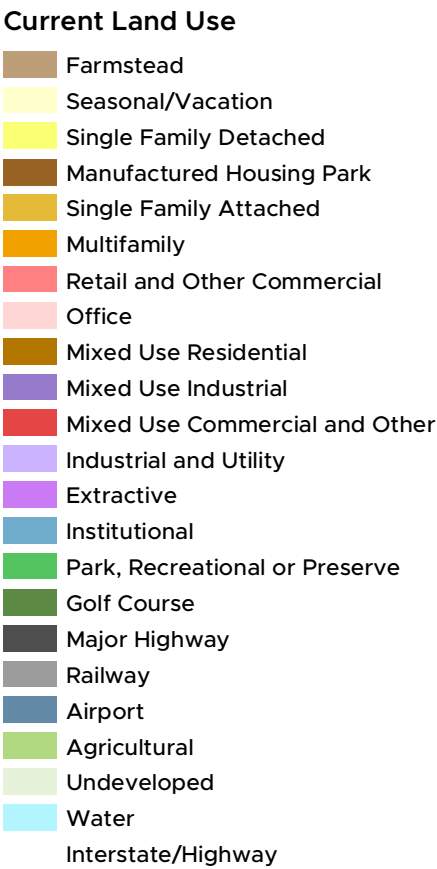 Current Land Use
Farmstead
Seasonal/Vacation
Single Family Detached
Manufactured Housing Park
Single Family Attached
Multifamily
Retail and Other Commercial
Office
Mixed Use Residential
Mixed Use Industrial
Mixed Use Commercial and Other
Industrial and Utility
Extractive
Institutional
Park, Recreational or Preserve
Golf Course
Major Highway
Railway
Airport
Agricultural
Undeveloped
Water
Interstate/Highway